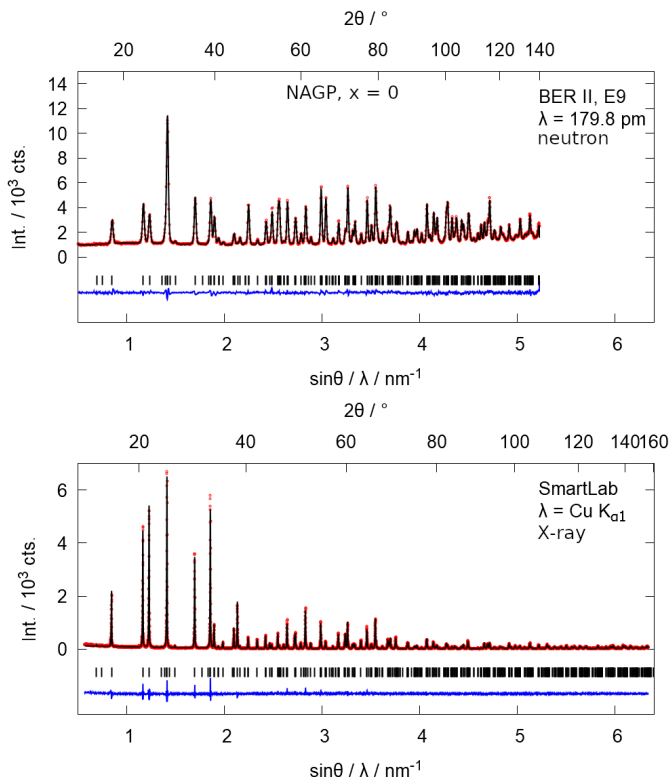 2θ / °
20 40 60 80 100 120 140
NAGP, x = 0
BER II, E9
λ = 179.8 pm
neutron
Int. / 10³ cts.
14
12
10
8
6
4
2
0
1 2 3 4 5 6
sinθ / λ / nm⁻¹
2θ / °
20 40 60 80 100 120 140 160
SmartLab
λ = Cu Kα1
X-ray
Int. / 10³ cts.
6
4
2
0
1 2 3 4 5 6
sinθ / λ / nm⁻¹